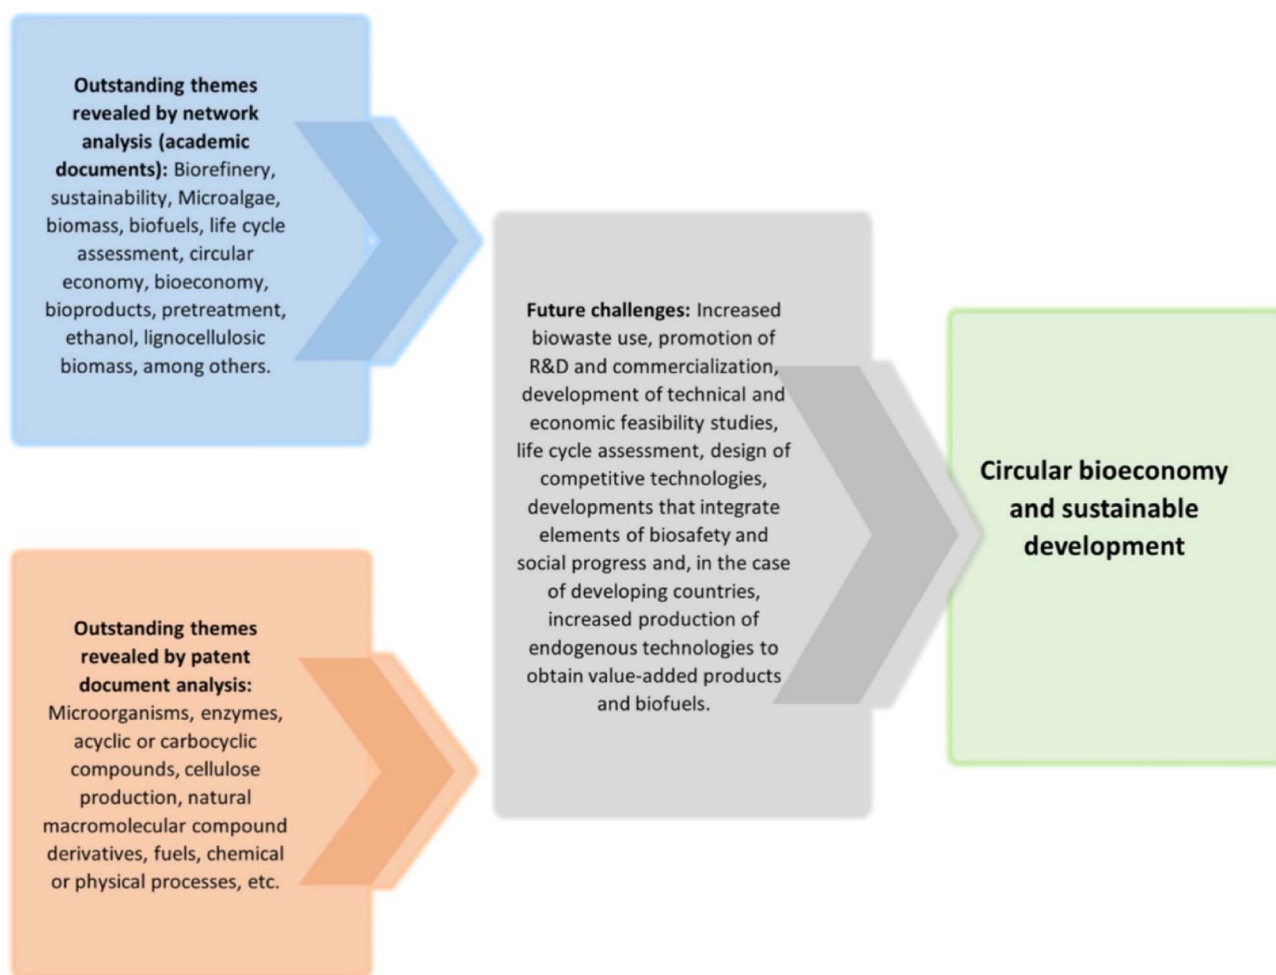 Outstanding themes
revealed by network
analysis (academic
documents): Biorefinery,
sustainability, Microalgae,
biomass, biofuels, life cycle
assessment, circular
economy, bioeconomy,
bioproducts, pretreatment,
ethanol, lignocellulosic
biomass, among others.
Outstanding themes
revealed by patent
document analysis:
Microorganisms, enzymes,
acyclic or carbocyclic
compounds, cellulose
production, natural
macromolecular compound
derivatives, fuels, chemical
or physical processes, etc.
Future challenges: Increased
biowaste use, promotion of
R&D and commercialization,
development of technical and
economic feasibility studies,
life cycle assessment, design of
competitive technologies,
developments that integrate
elements of biosafety and
social progress and, in the case
of developing countries,
increased production of
endogenous technologies to
obtain value-added products
and biofuels.
Circular bioeconomy
and sustainable
development